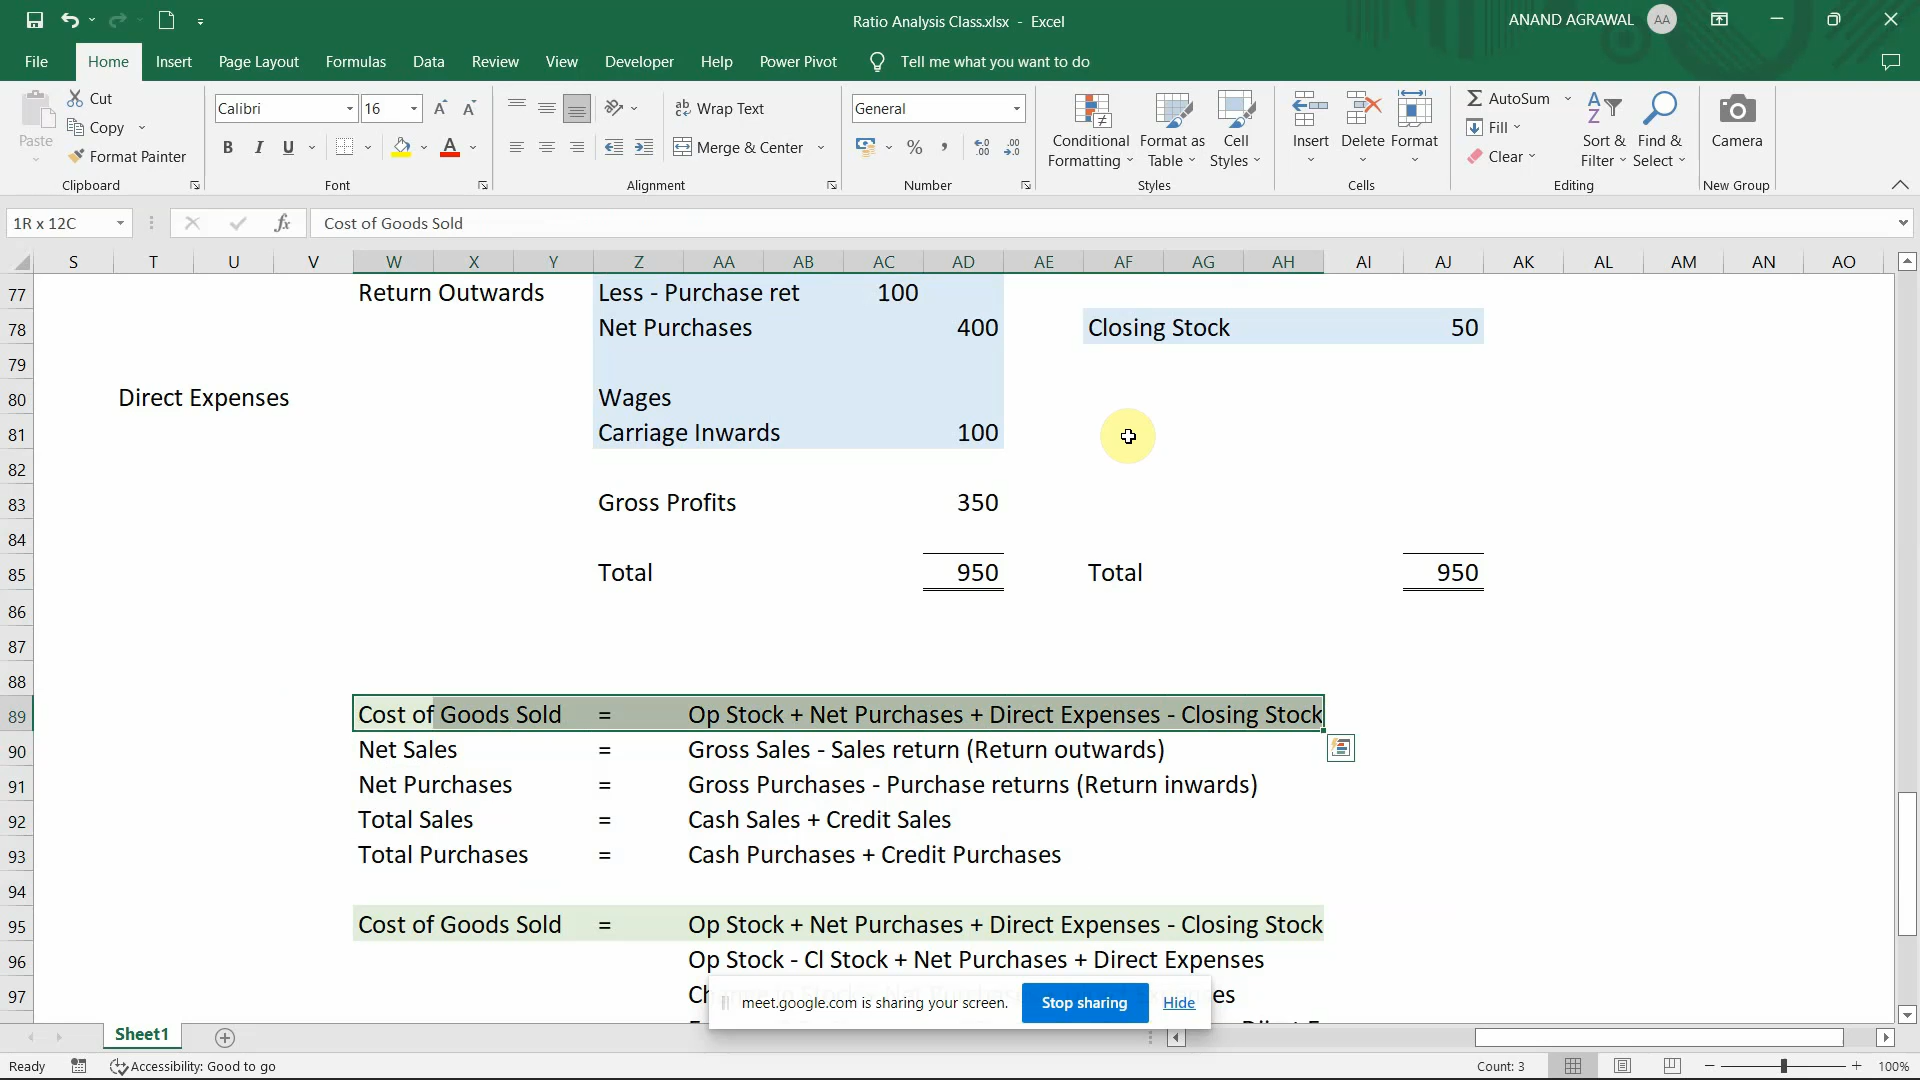 Ratio Analysis Class.xlsx - Excel
ANAND AGRAWAL AA
File Home Insert Page Layout Formulas Data Review View Developer Help Power Pivot Tell me what you want to do
Paste
Cut
Copy
Format Painter
Clipboard
Calibri 16
B I U
Font
Wrap Text
Merge & Center
Alignment
General
Number
Conditional Formatting
Format as Table
Cell Styles
Styles
Insert Delete Format
Cells
AutoSum
Fill
Clear
Sort & Filter
Find & Select
Editing
Camera
New Group
1R x 12C fx Cost of Goods Sold
S T U V W X Y Z AA AB AC AD AE AF AG AH AI AJ AK AL AM AN AO
77 Return Outwards Less - Purchase ret 100
78 Net Purchases 400 Closing Stock 50
79
80 Direct Expenses Wages
81 Carriage Inwards 100
82
83 Gross Profits 350
84
85 Total 950 Total 950
86
87
88
89 Cost of Goods Sold = Op Stock + Net Purchases + Direct Expenses - Closing Stock
90 Net Sales = Gross Sales - Sales return (Return outwards)
91 Net Purchases = Gross Purchases - Purchase returns (Return inwards)
92 Total Sales = Cash Sales + Credit Sales
93 Total Purchases = Cash Purchases + Credit Purchases
94
95 Cost of Goods Sold = Op Stock + Net Purchases + Direct Expenses - Closing Stock
96 Op Stock - Cl Stock + Net Purchases + Direct Expenses
97
meet.google.com is sharing your screen. Stop sharing Hide
Sheet1
Ready Accessibility: Good to go Count: 3 100%